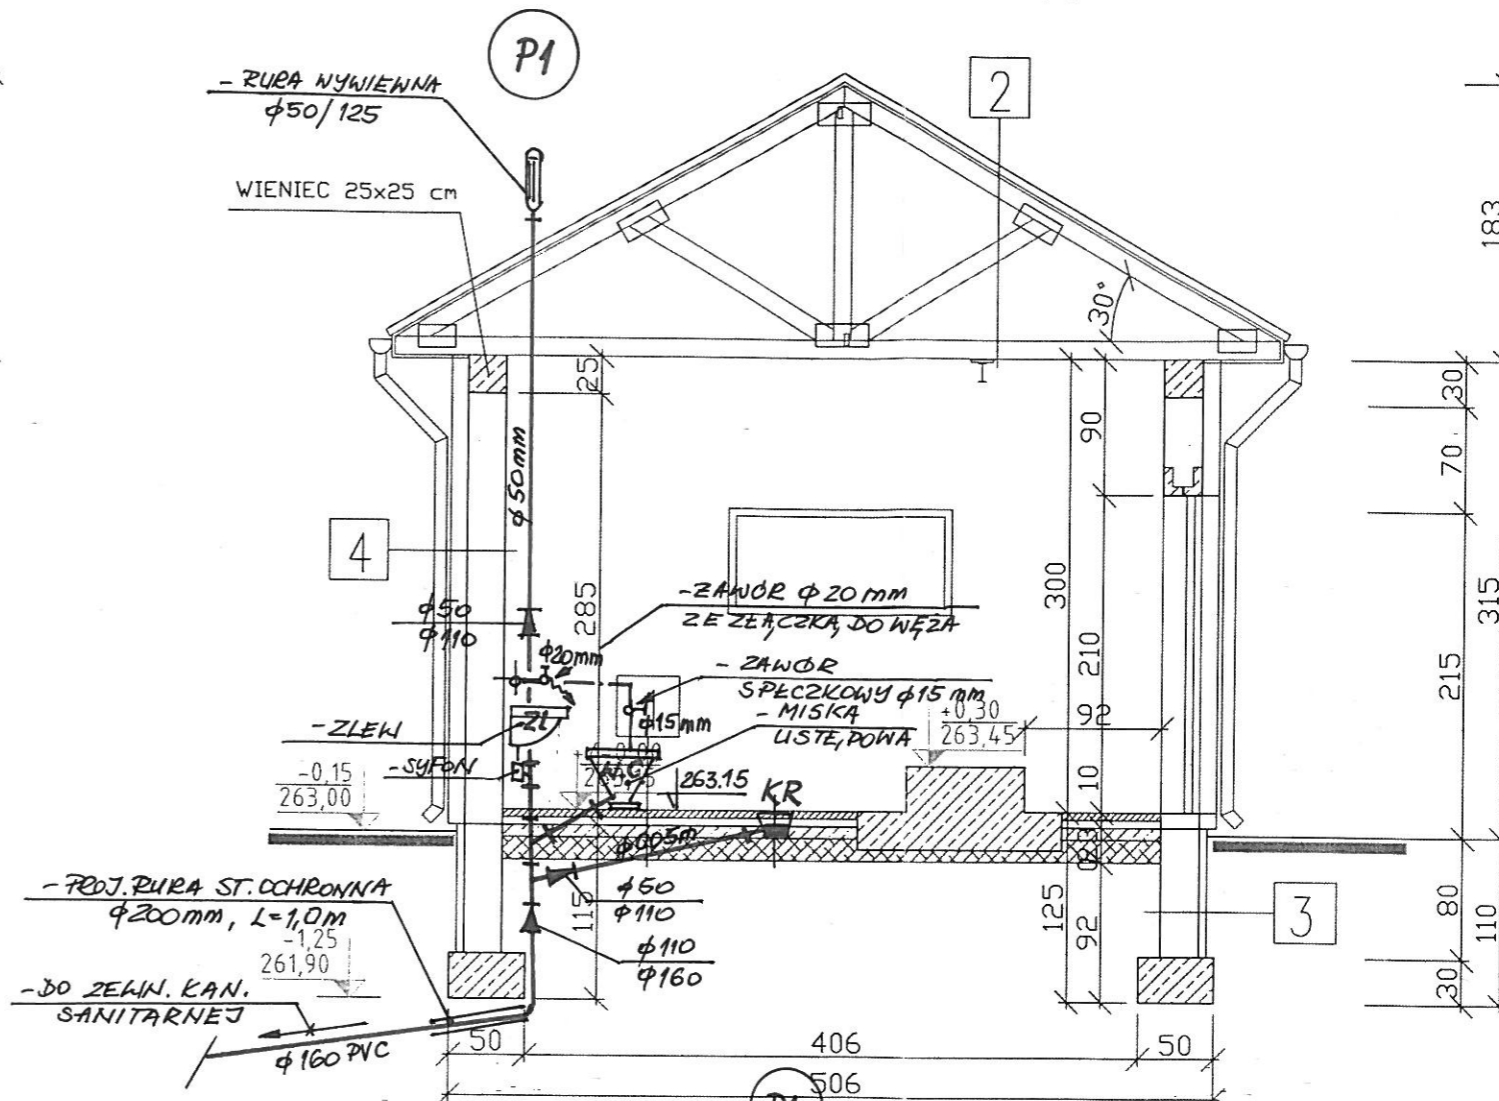 P1
2
- RURA WYWIEWNA
ϕ50/125
WIENIEC 25x25 cm
183
30°
25
90
30
70
ϕ50mm
4
285
300
315
- ZAWÓR ϕ20 mm
ZE ZŁĄCZKĄ DO WĘŻA
ϕ50
ϕ110
ϕ20mm
210
215
- ZAWÓR
SPŁCZKOWY ϕ15 mm
ϕ15mm
- MISKA
USTĘPOWA
+0,30
263,45
92
- ZLEW
Zl
- SYFON
-0,15
263,00
263.15
KR
10
ϕ50
ϕ110
- PROJ. RURA ST. OCHRONNA
ϕ200mm, L=1,0m
-1,25
261,90
115
ϕ110
ϕ160
125
92
3
80
110
30
- DO ZEWN. KAN.
SANITARNEJ
ϕ160 PVC
50
406
50
506